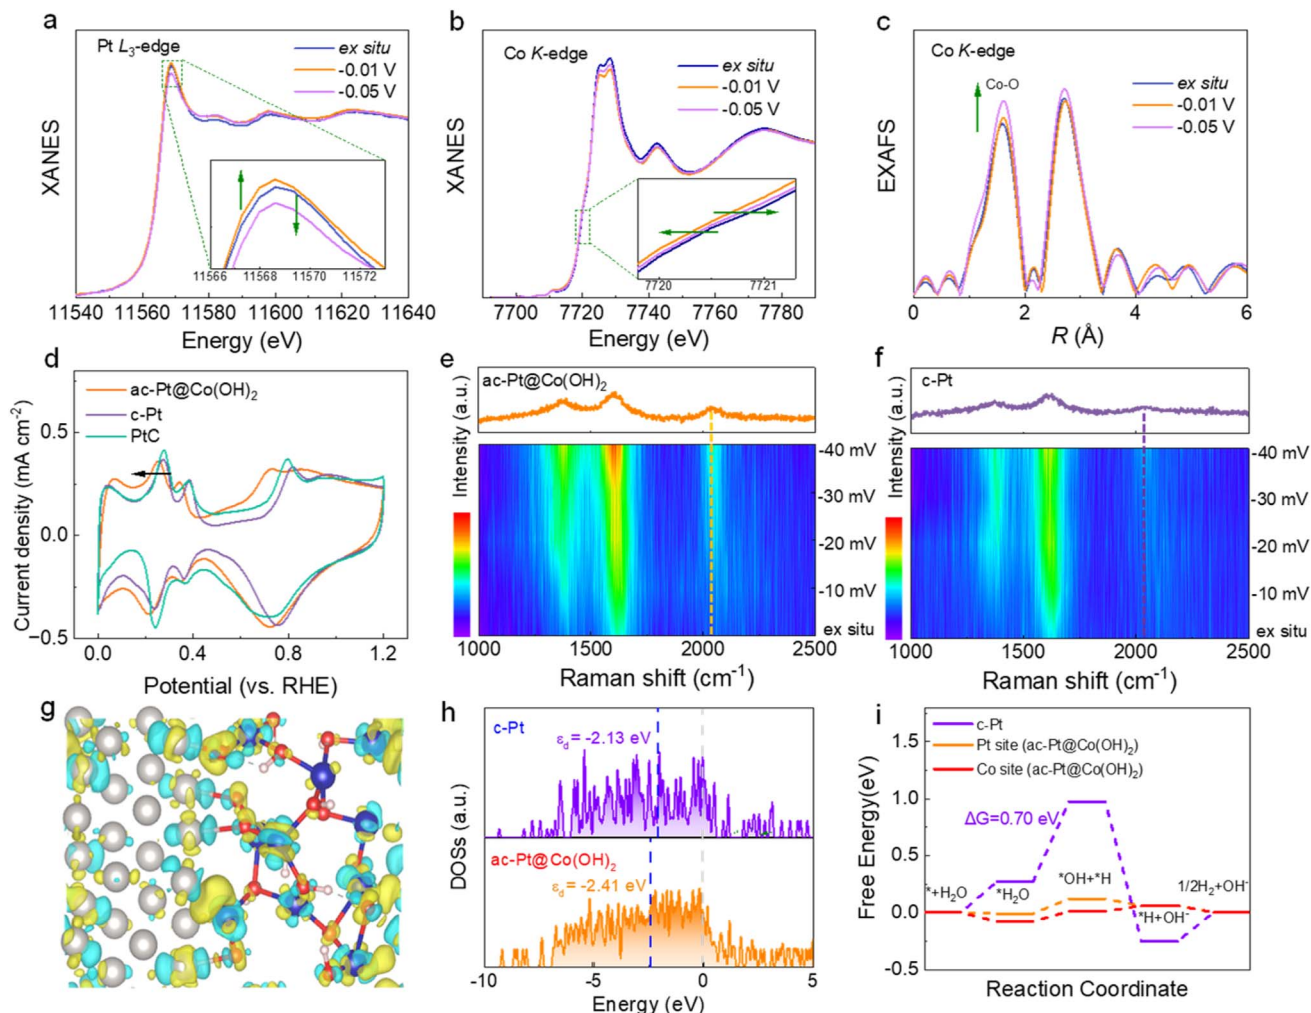 a
Pt L₃-edge
ex situ
-0.01 V
-0.05 V
XANES
11566 11568 11570 11572
11540 11560 11580 11600 11620 11640
Energy (eV)
b
Co K-edge
ex situ
-0.01 V
-0.05 V
XANES
7720 7721
7700 7720 7740 7760 7780
Energy (eV)
c
Co K-edge
Co-O
ex situ
-0.01 V
-0.05 V
EXAFS
0 2 4 6
R (Å)
d
ac-Pt@Co(OH)₂
c-Pt
PtC
Current density (mA cm⁻²)
0.5
0.0
−0.5
0.0 0.4 0.8 1.2
Potential (vs. RHE)
e
ac-Pt@Co(OH)₂
Intensity (a.u.)
-40 mV
-30 mV
-20 mV
-10 mV
ex situ
1000 1500 2000 2500
Raman shift (cm⁻¹)
f
c-Pt
Intensity (a.u.)
-40 mV
-30 mV
-20 mV
-10 mV
ex situ
1000 1500 2000 2500
Raman shift (cm⁻¹)
g
h
c-Pt
ε_d = -2.13 eV
DOSs (a.u.)
ac-Pt@Co(OH)₂
ε_d = -2.41 eV
-10 -5 0 5
Energy (eV)
i
c-Pt
Pt site (ac-Pt@Co(OH)₂)
Co site (ac-Pt@Co(OH)₂)
Free Energy(eV)
1.5
1.0
0.5
0.0
-0.5
ΔG=0.70 eV
*+H₂O
*H₂O
*OH+*H
*H+OH⁻
1/2H₂+OH⁻
Reaction Coordinate